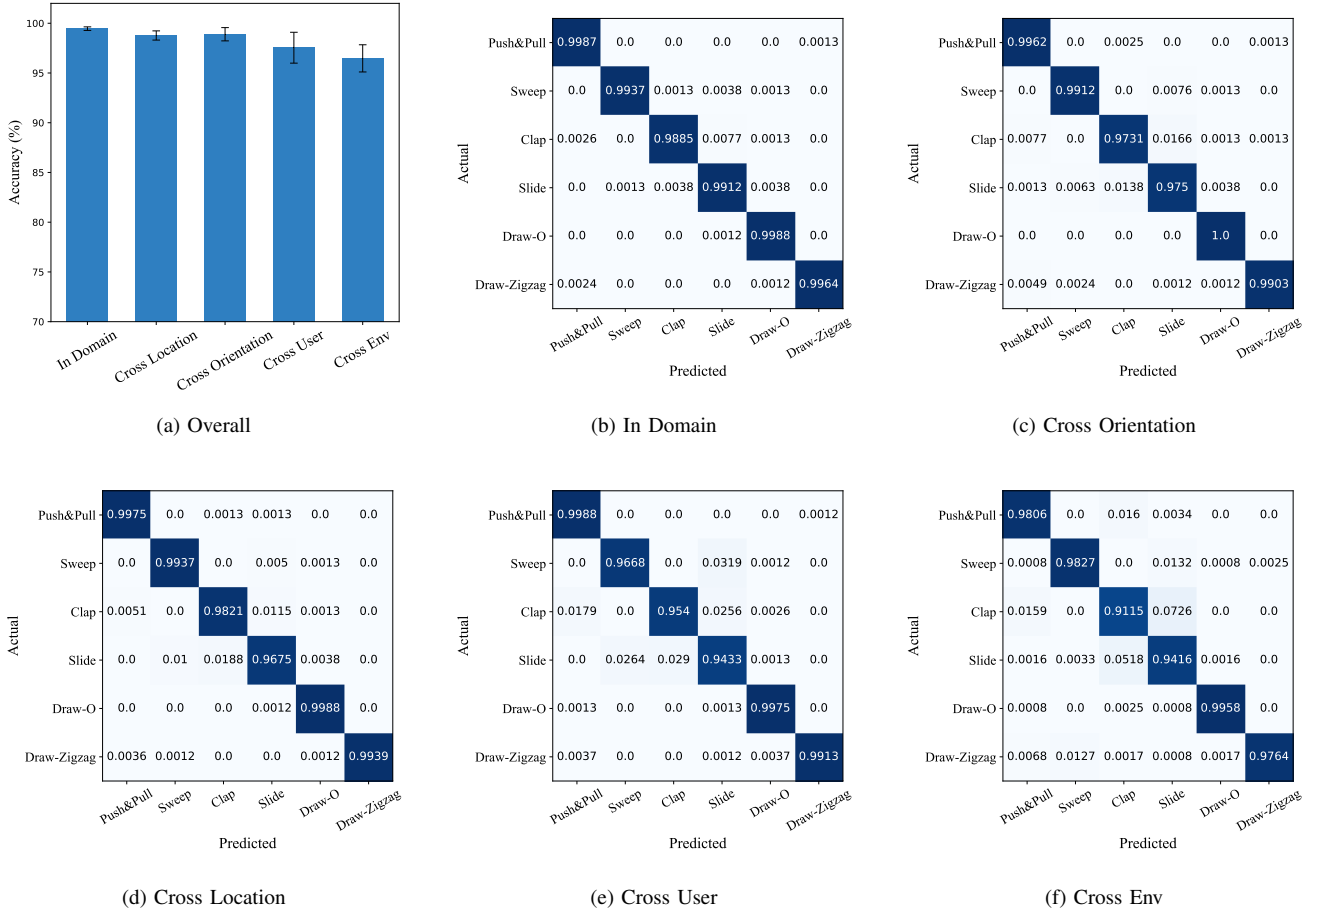 100
95
90
85
80
75
70
Accuracy (%)
In Domain
Cross Location
Cross Orientation
Cross User
Cross Env
(a) Overall
Actual
Push&Pull 0.9987 0.0 0.0 0.0 0.0 0.0013
Sweep 0.0 0.9937 0.0013 0.0038 0.0013 0.0
Clap 0.0026 0.0 0.9885 0.0077 0.0013 0.0
Slide 0.0 0.0013 0.0038 0.9912 0.0038 0.0
Draw-O 0.0 0.0 0.0 0.0012 0.9988 0.0
Draw-Zigzag 0.0024 0.0 0.0 0.0 0.0012 0.9964
Push&Pull Sweep Clap Slide Draw-O Draw-Zigzag
Predicted
(b) In Domain
Actual
Push&Pull 0.9962 0.0 0.0025 0.0 0.0 0.0013
Sweep 0.0 0.9912 0.0 0.0076 0.0013 0.0
Clap 0.0077 0.0 0.9731 0.0166 0.0013 0.0013
Slide 0.0013 0.0063 0.0138 0.975 0.0038 0.0
Draw-O 0.0 0.0 0.0 0.0 1.0 0.0
Draw-Zigzag 0.0049 0.0024 0.0 0.0012 0.0012 0.9903
Push&Pull Sweep Clap Slide Draw-O Draw-Zigzag
Predicted
(c) Cross Orientation
Actual
Push&Pull 0.9975 0.0 0.0013 0.0013 0.0 0.0
Sweep 0.0 0.9937 0.0 0.005 0.0013 0.0
Clap 0.0051 0.0 0.9821 0.0115 0.0013 0.0
Slide 0.0 0.01 0.0188 0.9675 0.0038 0.0
Draw-O 0.0 0.0 0.0 0.0012 0.9988 0.0
Draw-Zigzag 0.0036 0.0012 0.0 0.0 0.0012 0.9939
Push&Pull Sweep Clap Slide Draw-O Draw-Zigzag
Predicted
(d) Cross Location
Actual
Push&Pull 0.9988 0.0 0.0 0.0 0.0 0.0012
Sweep 0.0 0.9668 0.0 0.0319 0.0012 0.0
Clap 0.0179 0.0 0.954 0.0256 0.0026 0.0
Slide 0.0 0.0264 0.029 0.9433 0.0013 0.0
Draw-O 0.0013 0.0 0.0 0.0013 0.9975 0.0
Draw-Zigzag 0.0037 0.0 0.0 0.0012 0.0037 0.9913
Push&Pull Sweep Clap Slide Draw-O Draw-Zigzag
Predicted
(e) Cross User
Actual
Push&Pull 0.9806 0.0 0.016 0.0034 0.0 0.0
Sweep 0.0008 0.9827 0.0 0.0132 0.0008 0.0025
Clap 0.0159 0.0 0.9115 0.0726 0.0 0.0
Slide 0.0016 0.0033 0.0518 0.9416 0.0016 0.0
Draw-O 0.0008 0.0 0.0025 0.0008 0.9958 0.0
Draw-Zigzag 0.0068 0.0127 0.0017 0.0008 0.0017 0.9764
Push&Pull Sweep Clap Slide Draw-O Draw-Zigzag
Predicted
(f) Cross Env